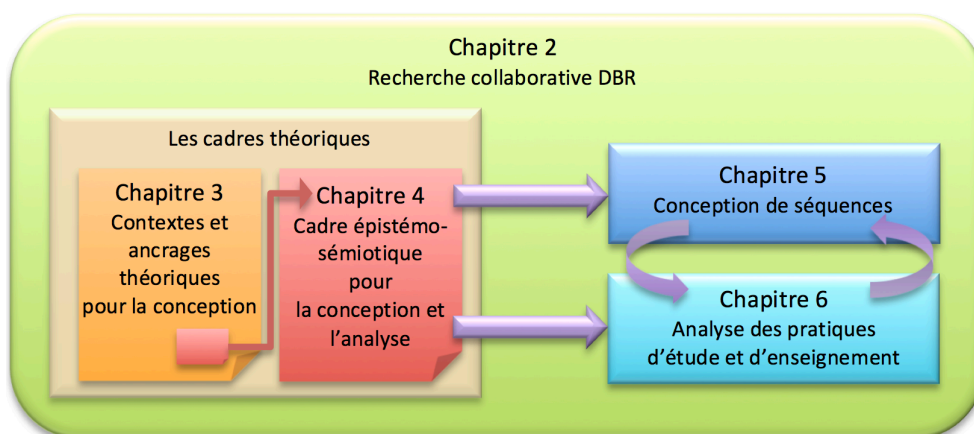 Chapitre 2
Recherche collaborative DBR
Les cadres théoriques
Chapitre 3
Contextes et
ancrages
théoriques
pour la conception
Chapitre 4
Cadre épistémo-
sémiotique
pour
la conception et
l’analyse
Chapitre 5
Conception de séquences
Chapitre 6
Analyse des pratiques
d’étude et d’enseignement